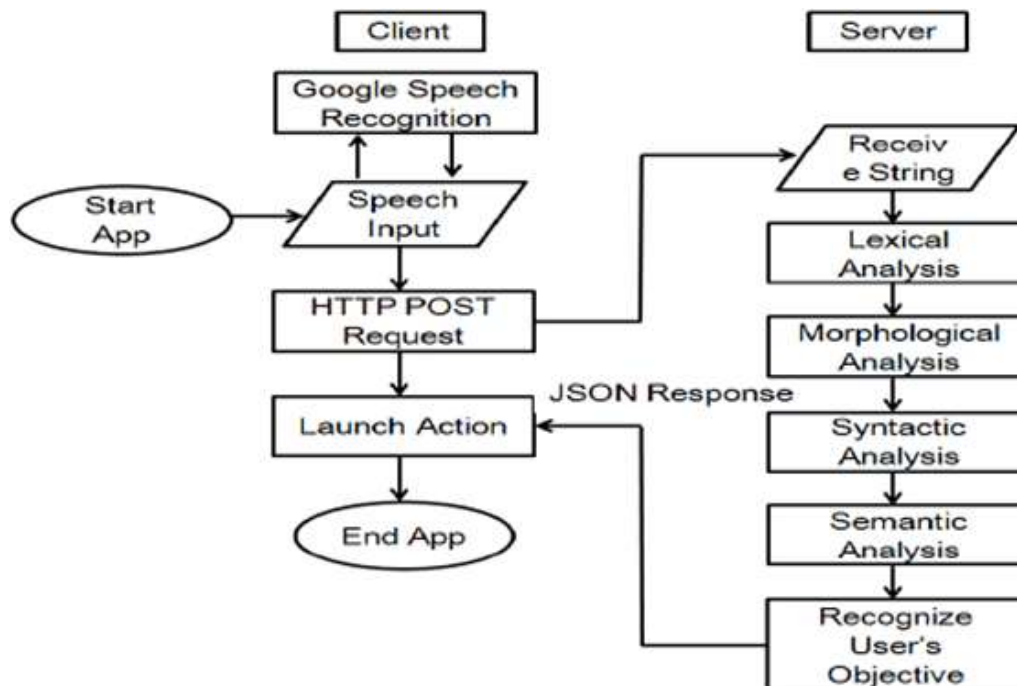 Client
Server
Google Speech
Recognition
Start
App
Speech
Input
HTTP POST
Request
Launch Action
End App
JSON Response
Receiv
e String
Lexical
Analysis
Morphological
Analysis
Syntactic
Analysis
Semantic
Analysis
Recognize
User's
Objective